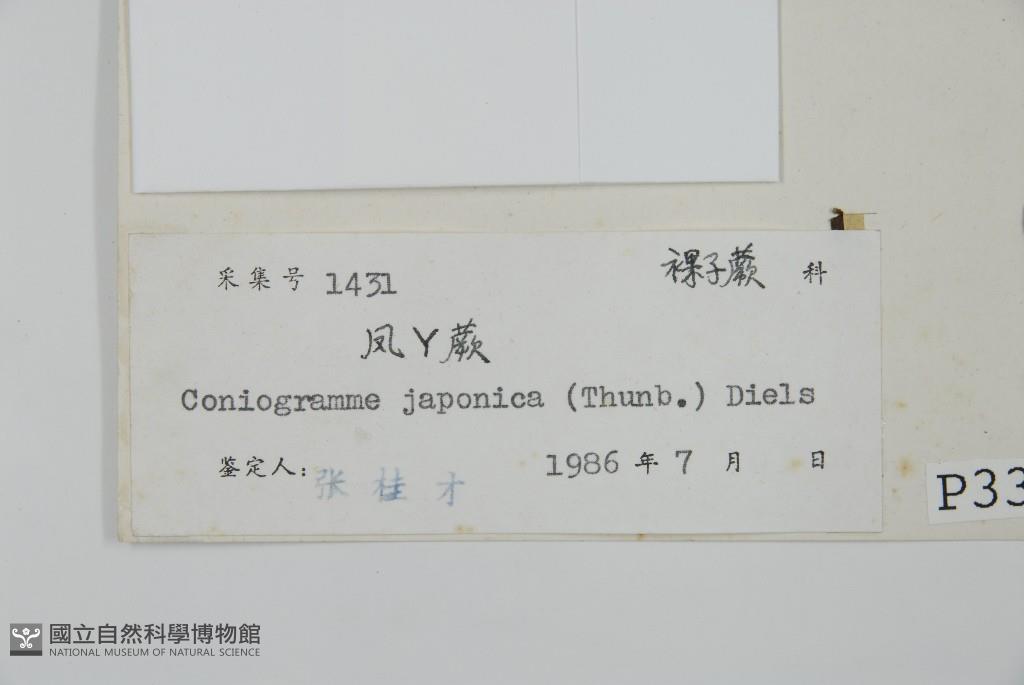 采集号 1431 裸子蕨 科
凤丫蕨
Coniogramme japonica (Thunb.) Diels
鉴定人: 张桂才 1986 年 7 月 日
P33
國立自然科學博物館
NATIONAL MUSEUM OF NATURAL SCIENCE